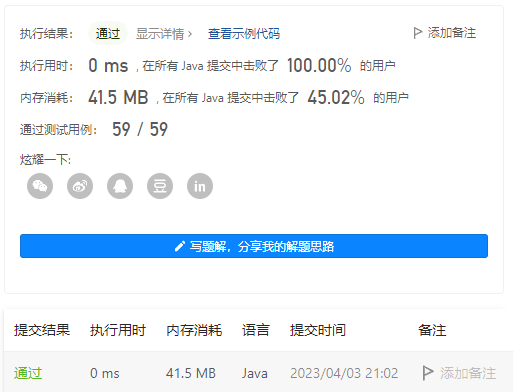 执行结果： 通过 显示详情 › 查看示例代码 添加备注
执行用时： 0 ms , 在所有 Java 提交中击败了 100.00% 的用户
内存消耗： 41.5 MB , 在所有 Java 提交中击败了 45.02% 的用户
通过测试用例： 59 / 59
炫耀一下:
写题解，分享我的解题思路
提交结果 执行用时 内存消耗 语言 提交时间 备注
通过 0 ms 41.5 MB Java 2023/04/03 21:02 添加备注